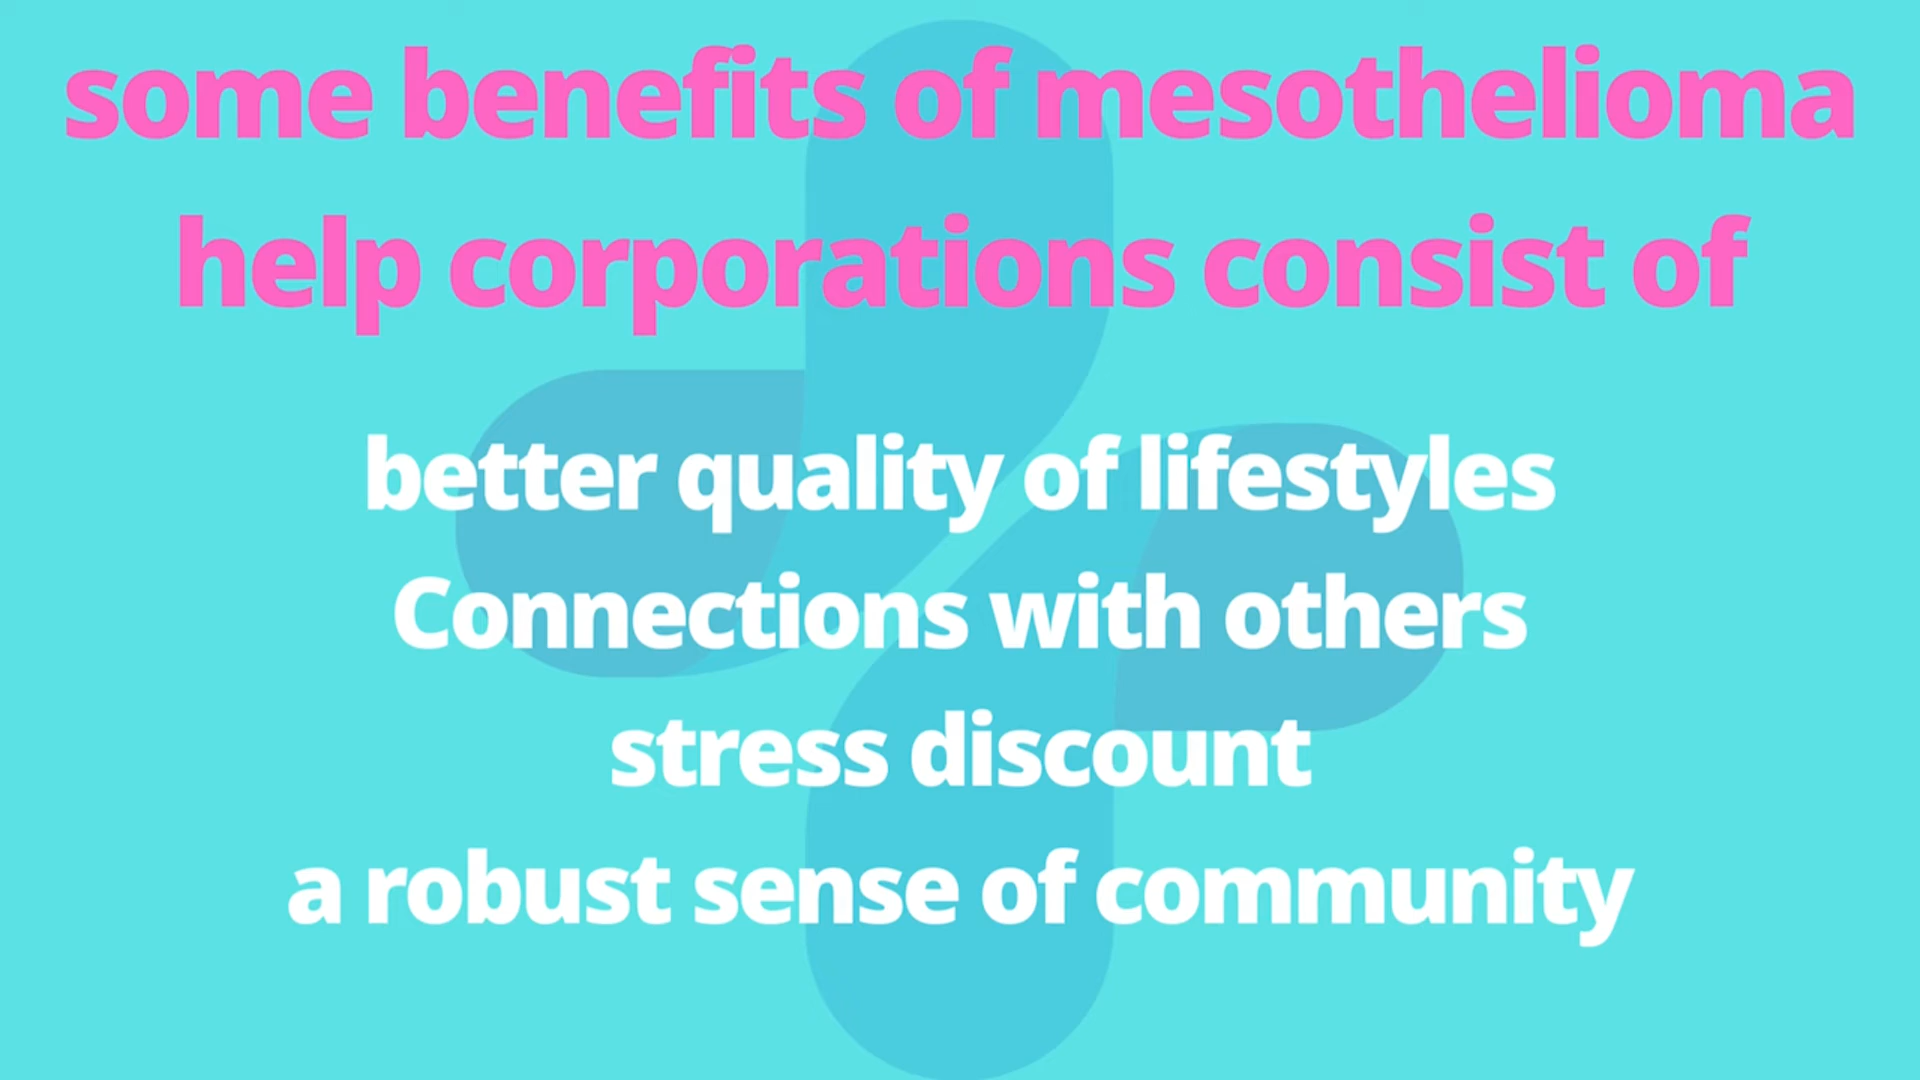 some benefits of mesothelioma
help corporations consist of
better quality of lifestyles
Connections with others
stress discount
a robust sense of community